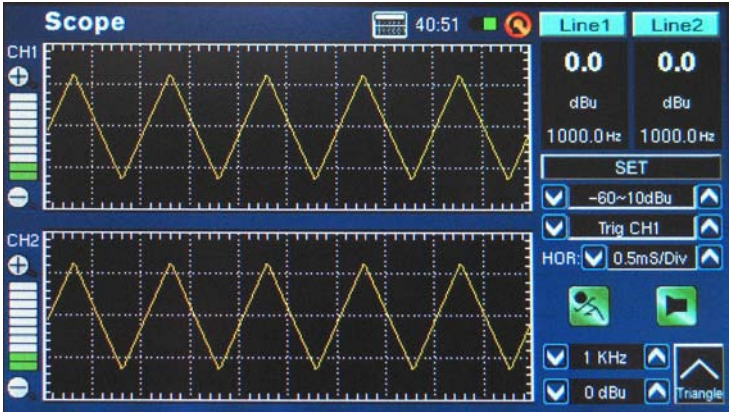 Scope
40:51
Line1 Line2
CH1
0.0 0.0
dBu dBu
1000.0Hz 1000.0Hz
SET
-60~10dBu
Trig CH1
CH2
HOR: 0.5mS/Div
1 KHz
0 dBu
Triangle